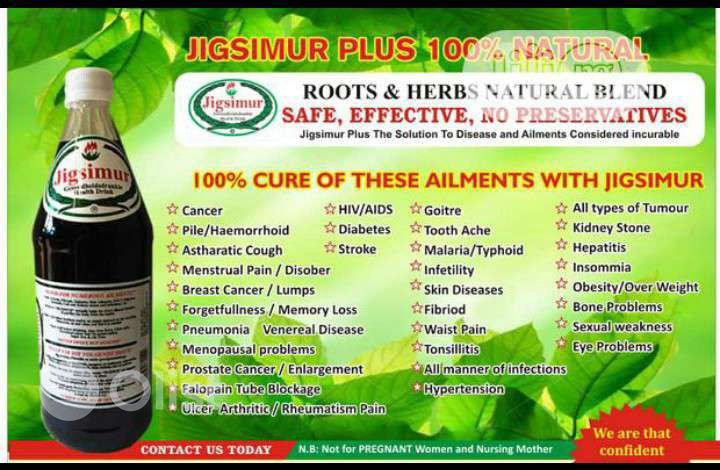 JIGSIMUR PLUS 100% NATURAL
Jigsimur
ROOTS & HERBS NATURAL BLEND
SAFE, EFFECTIVE, NO PRESERVATIVES
Jigsimur Plus The Solution To Disease and Ailments Considered incurable
Jigsimur
Health Drink
100% CURE OF THESE AILMENTS WITH JIGSIMUR
Cancer
Pile/Haemorrhoid
Astharatic Cough
Menstrual Pain / Disober
Breast Cancer / Lumps
Forgetfullness / Memory Loss
Pneumonia Venereal Disease
Menopausal problems
Prostate Cancer / Enlargement
Falopain Tube Blockage
Ulcer Arthritic / Rheumatism Pain
HIV/AIDS
Diabetes
Stroke
Goitre
Tooth Ache
Malaria/Typhoid
Infetility
Skin Diseases
Fibriod
Waist Pain
Tonsillitis
All manner of infections
Hypertension
All types of Tumour
Kidney Stone
Hepatitis
Insommia
Obesity/Over Weight
Bone Problems
Sexual weakness
Eye Problems
CONTACT US TODAY
N.B: Not for PREGNANT Women and Nursing Mother
We are that
confident